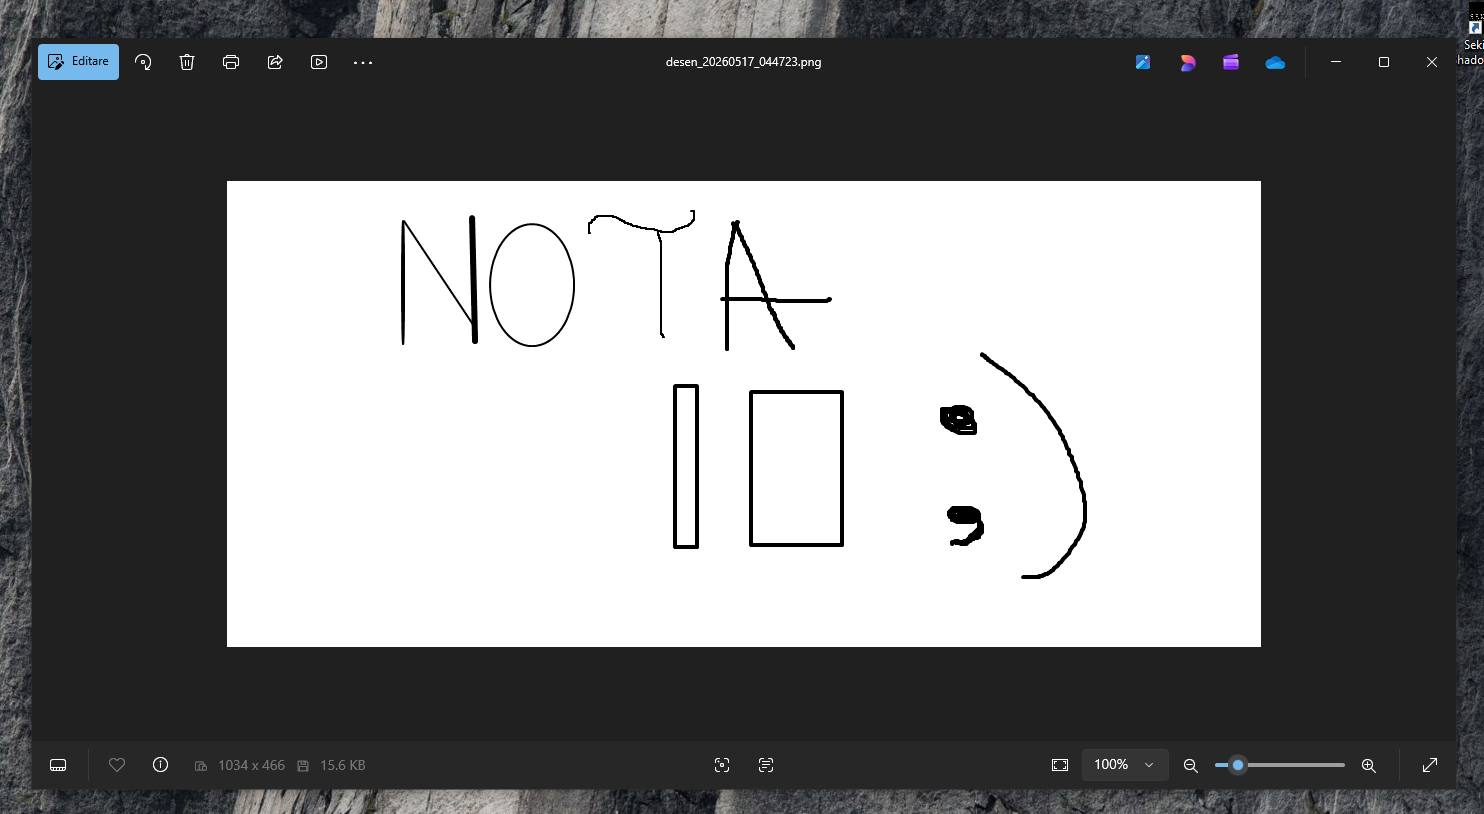 Editare
desen_20260517_044723.png
NOTA
10 ;)
1034 x 466
15.6 KB
100%